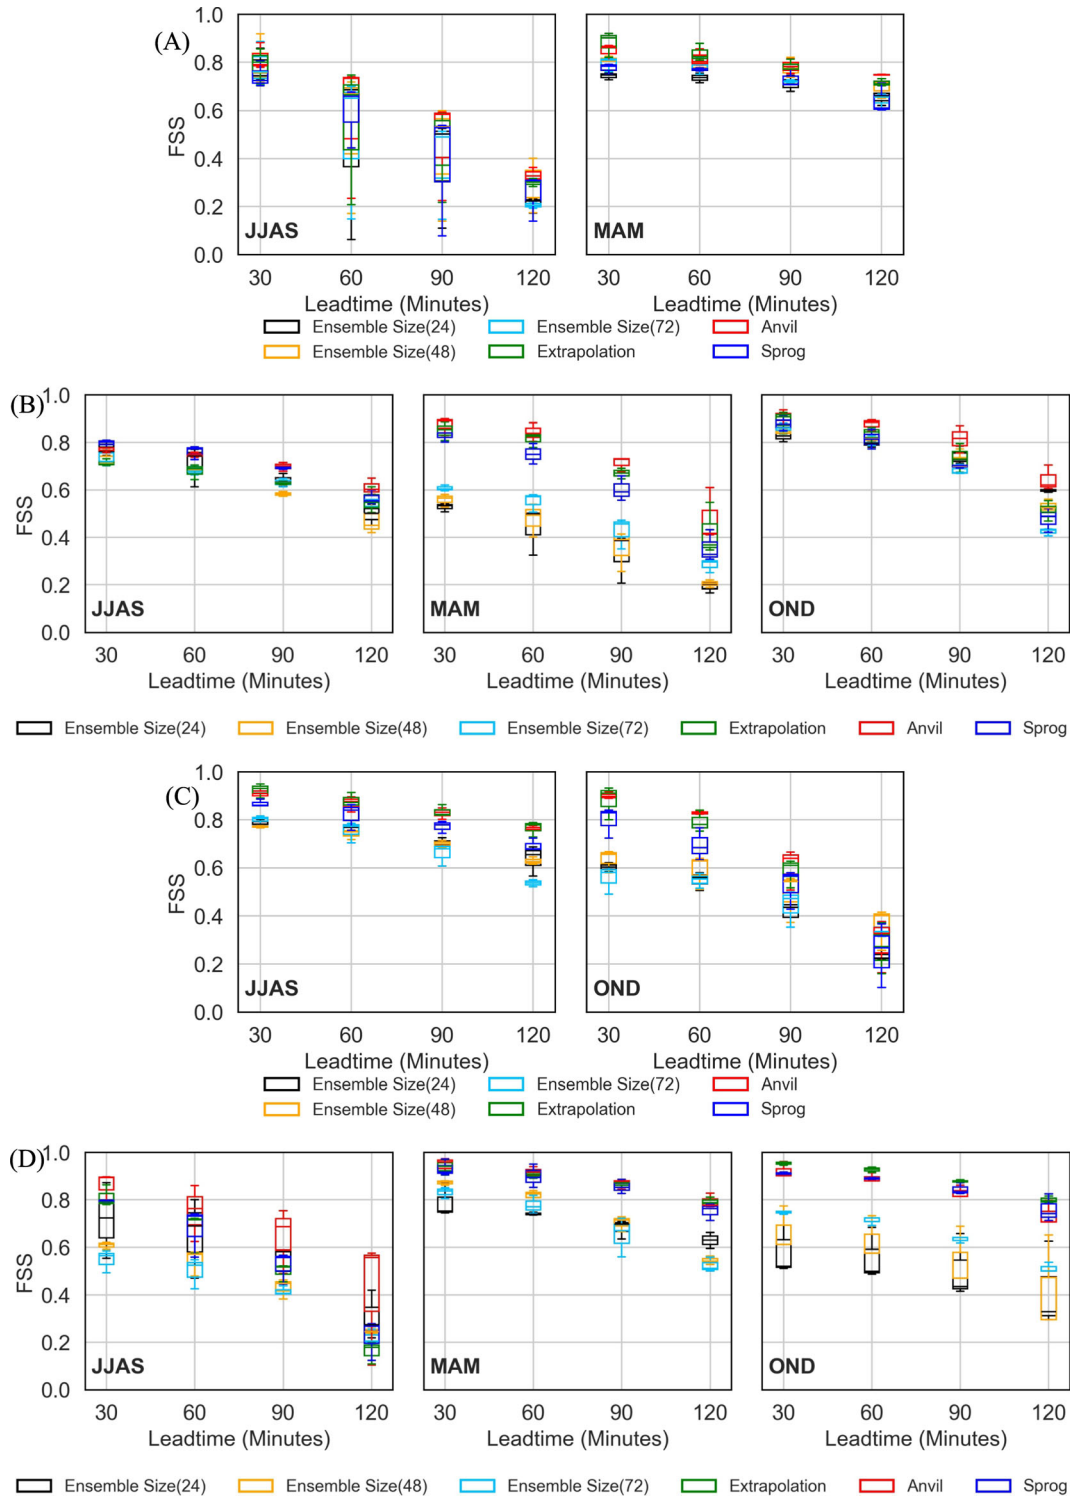 (A)
1.0
0.8
0.6
0.4
0.2
0.0
FSS
JJAS
MAM
30 60 90 120 30 60 90 120
Leadtime (Minutes) Leadtime (Minutes)
Ensemble Size(24) Ensemble Size(72) Anvil
Ensemble Size(48) Extrapolation Sprog
(B)
1.0
0.8
0.6
0.4
0.2
0.0
FSS
JJAS
MAM
OND
30 60 90 120 30 60 90 120 30 60 90 120
Leadtime (Minutes) Leadtime (Minutes) Leadtime (Minutes)
Ensemble Size(24) Ensemble Size(48) Ensemble Size(72) Extrapolation Anvil Sprog
(C)
1.0
0.8
0.6
0.4
0.2
0.0
FSS
JJAS
OND
30 60 90 120 30 60 90 120
Leadtime (Minutes) Leadtime (Minutes)
Ensemble Size(24) Ensemble Size(72) Anvil
Ensemble Size(48) Extrapolation Sprog
(D)
1.0
0.8
0.6
0.4
0.2
0.0
FSS
JJAS
MAM
OND
30 60 90 120 30 60 90 120 30 60 90 120
Leadtime (Minutes) Leadtime (Minutes) Leadtime (Minutes)
Ensemble Size(24) Ensemble Size(48) Ensemble Size(72) Extrapolation Anvil Sprog